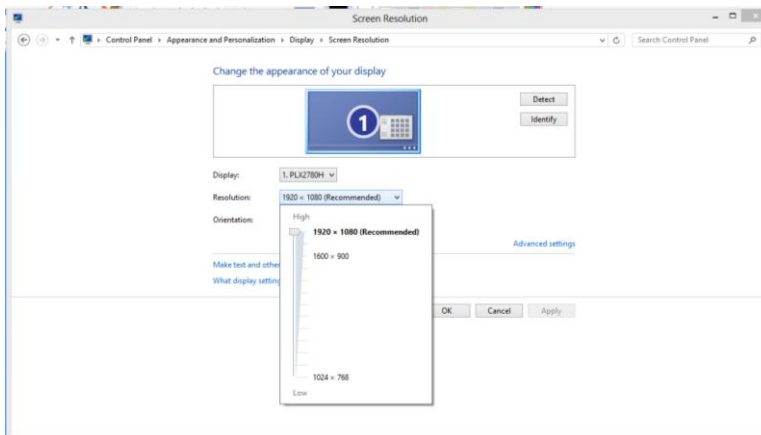 Screen Resolution
Control Panel › Appearance and Personalization › Display › Screen Resolution
Search Control Panel
Change the appearance of your display
1
Detect
Identify
Display:
1. PLX2780H
Resolution:
1920 × 1080 (Recommended)
Orientation:
High
1920 × 1080 (Recommended)
1600 × 900
1024 × 768
Low
Advanced settings
Make text and other
What display setting
OK
Cancel
Apply